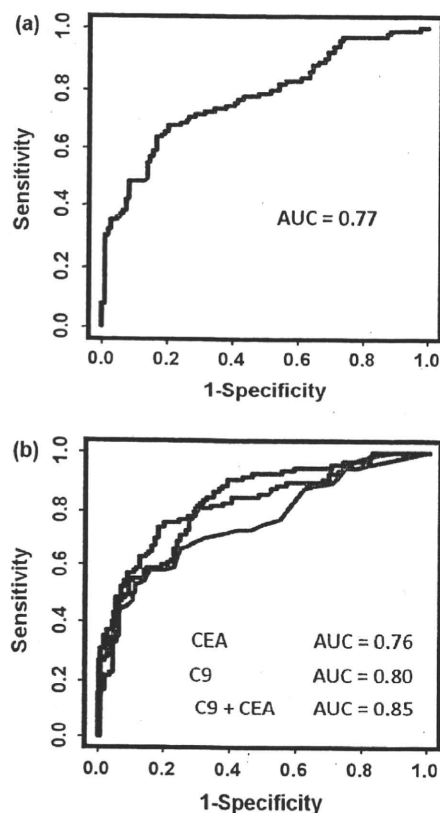 (a)
1.0
0.8
0.6
0.4
0.2
0.0
Sensitivity
AUC = 0.77
0.0 0.2 0.4 0.6 0.8 1.0
1-Specificity
(b)
1.0
0.8
0.6
0.4
0.2
0.0
Sensitivity
CEA AUC = 0.76
C9 AUC = 0.80
C9 + CEA AUC = 0.85
0.0 0.2 0.4 0.6 0.8 1.0
1-Specificity